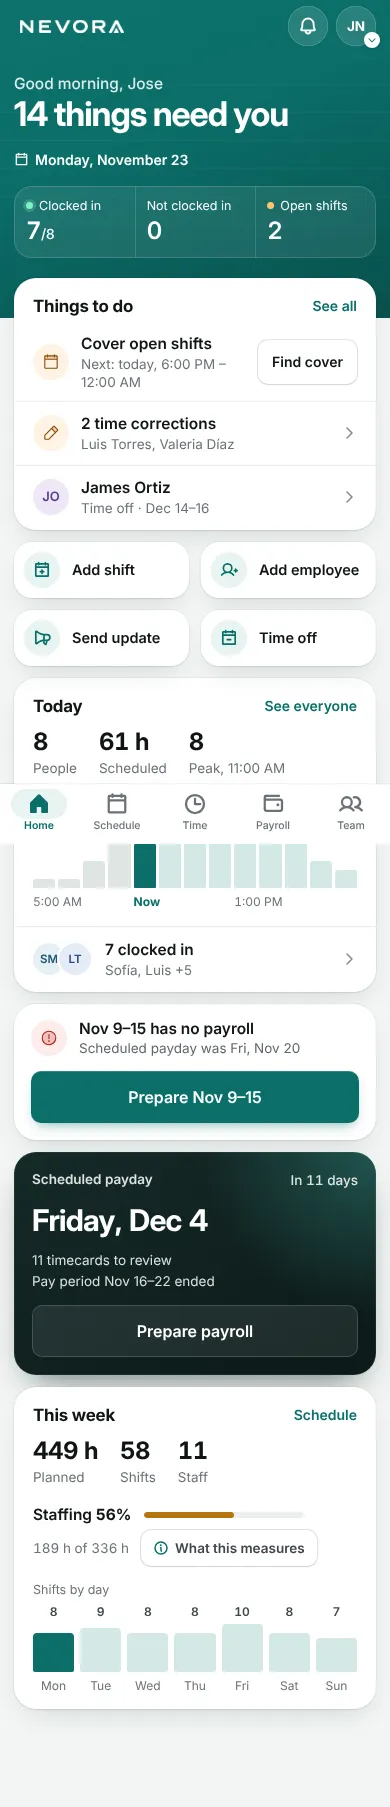 NEVORA
JN
Good morning, Jose
14 things need you
Monday, November 23
Clocked in
7/8
Not clocked in
0
Open shifts
2
Things to do
See all
Cover open shifts
Next: today, 6:00 PM –
12:00 AM
Find cover
2 time corrections
Luis Torres, Valeria Díaz
JO
James Ortiz
Time off · Dec 14–16
Add shift
Add employee
Send update
Time off
Today
See everyone
8
People
61 h
Scheduled
8
Peak, 11:00 AM
Home
Schedule
Time
Payroll
Team
5:00 AM
Now
1:00 PM
SM
LT
7 clocked in
Sofía, Luis +5
Nov 9–15 has no payroll
Scheduled payday was Fri, Nov 20
Prepare Nov 9–15
Scheduled payday
In 11 days
Friday, Dec 4
11 timecards to review
Pay period Nov 16–22 ended
Prepare payroll
This week
Schedule
449 h
Planned
58
Shifts
11
Staff
Staffing 56%
189 h of 336 h
What this measures
Shifts by day
8 9 8 8 10 8 7
Mon Tue Wed Thu Fri Sat Sun